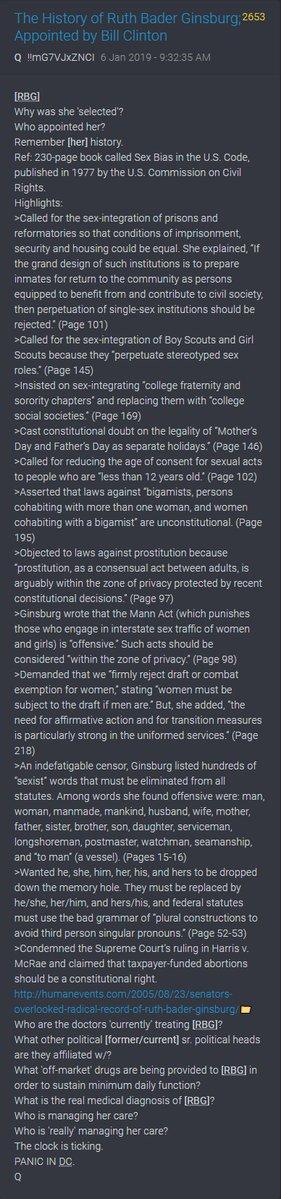 The History of Ruth Bader Ginsburg; 2653
Appointed by Bill Clinton
Q !!mG7VJxZNCI 6 Jan 2019 - 9:32:35 AM
[RBG]
Why was she 'selected'?
Who appointed her?
Remember [her] history.
Ref: 230-page book called Sex Bias in the U.S. Code,
published in 1977 by the U.S. Commission on Civil
Rights.
Highlights:
>Called for the sex-integration of prisons and
reformatories so that conditions of imprisonment,
security and housing could be equal. She explained, “If
the grand design of such institutions is to prepare
inmates for return to the community as persons
equipped to benefit from and contribute to civil society,
then perpetuation of single-sex institutions should be
rejected.” (Page 101)
>Called for the sex-integration of Boy Scouts and Girl
Scouts because they “perpetuate stereotyped sex
roles.” (Page 145)
>Insisted on sex-integrating “college fraternity and
sorority chapters” and replacing them with “college
social societies.” (Page 169)
>Cast constitutional doubt on the legality of “Mother’s
Day and Father’s Day as separate holidays.” (Page 146)
>Called for reducing the age of consent for sexual acts
to people who are “less than 12 years old.” (Page 102)
>Asserted that laws against “bigamists, persons
cohabiting with more than one woman, and women
cohabiting with a bigamist” are unconstitutional. (Page
195)
>Objected to laws against prostitution because
“prostitution, as a consensual act between adults, is
arguably within the zone of privacy protected by recent
constitutional decisions.” (Page 97)
>Ginsburg wrote that the Mann Act (which punishes
those who engage in interstate sex traffic of women
and girls) is “offensive.” Such acts should be
considered “within the zone of privacy.” (Page 98)
>Demanded that we “firmly reject draft or combat
exemption for women,” stating “women must be
subject to the draft if men are.” But, she added, “the
need for affirmative action and for transition measures
is particularly strong in the uniformed services.” (Page
218)
>An indefatigable censor, Ginsburg listed hundreds of
“sexist” words that must be eliminated from all
statutes. Among words she found offensive were: man,
woman, manmade, mankind, husband, wife, mother,
father, sister, brother, son, daughter, serviceman,
longshoreman, postmaster, watchman, seamanship,
and “to man” (a vessel). (Pages 15-16)
>Wanted he, she, him, her, his, and hers to be dropped
down the memory hole. They must be replaced by
he/she, her/him, and hers/his, and federal statutes
must use the bad grammar of “plural constructions to
avoid third person singular pronouns.” (Page 52-53)
>Condemned the Supreme Court’s ruling in Harris v.
McRae and claimed that taxpayer-funded abortions
should be a constitutional right.
http://humanevents.com/2005/08/23/senators-
overlooked-radical-record-of-ruth-bader-ginsburg/
Who are the doctors 'currently' treating [RBG]?
What other political [former/current] sr. political heads
are they affiliated w/?
What 'off-market' drugs are being provided to [RBG] in
order to sustain minimum daily function?
What is the real medical diagnosis of [RBG]?
Who is managing her care?
Who is 'really' managing her care?
The clock is ticking.
PANIC IN DC.
Q